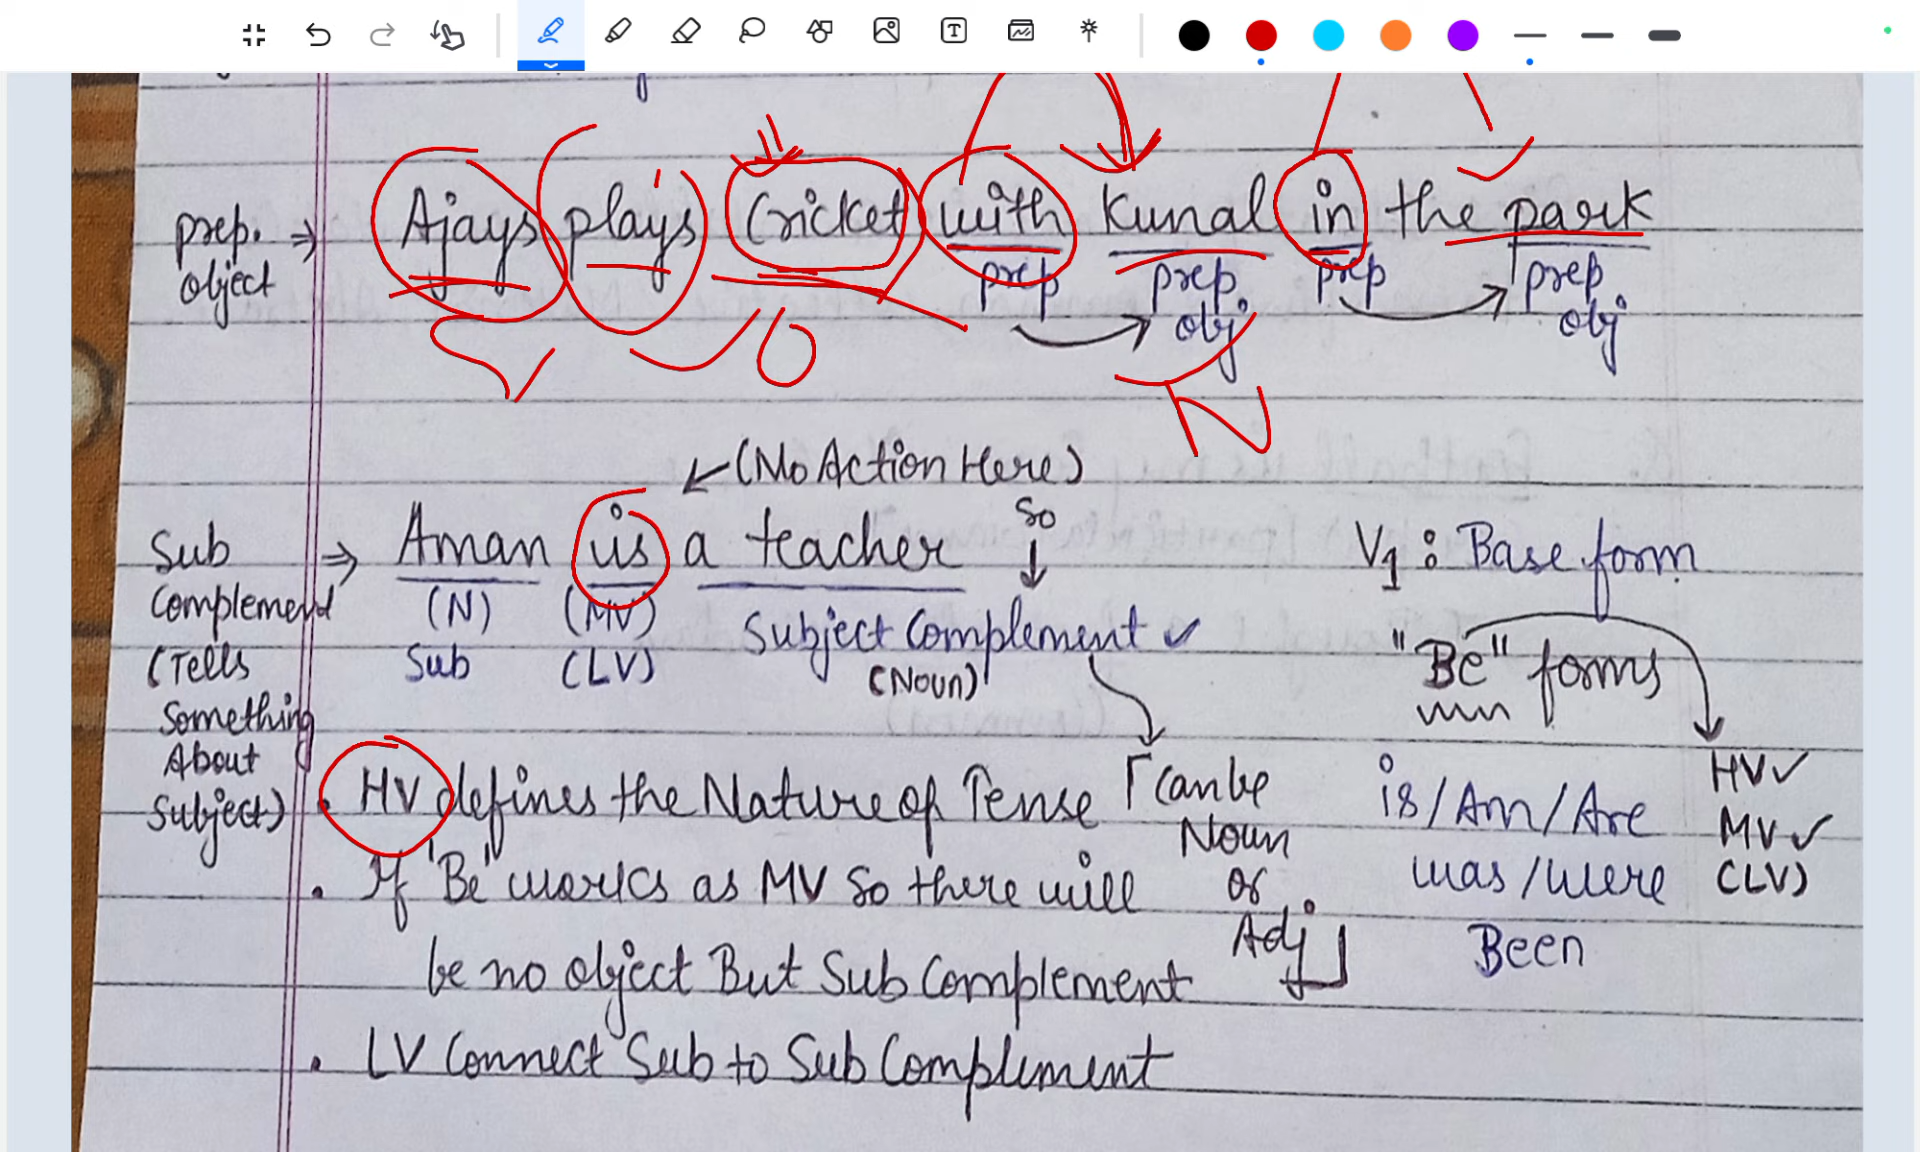 prep. ⇒ Ajays plays Cricket with Kunal in the park
object
prep prep. obj. prep prep obj
O
N
(No Action Here)
So
Sub ⇒ Aman is a teacher
Complement
(Tells Something About Subject)
(N) (MV) Subject Complement ✓
Sub (LV) (Noun)
V1 : Base form
"Be" forms
is/Am/Are
was/were
Been
HV✓
MV✓
(LV)
. HV defines the Nature of Tense
[can be
Noun
or
Adj]
. If 'Be' works as MV So there will
be no object But Sub Complement
. LV Connect Sub to Sub Complement